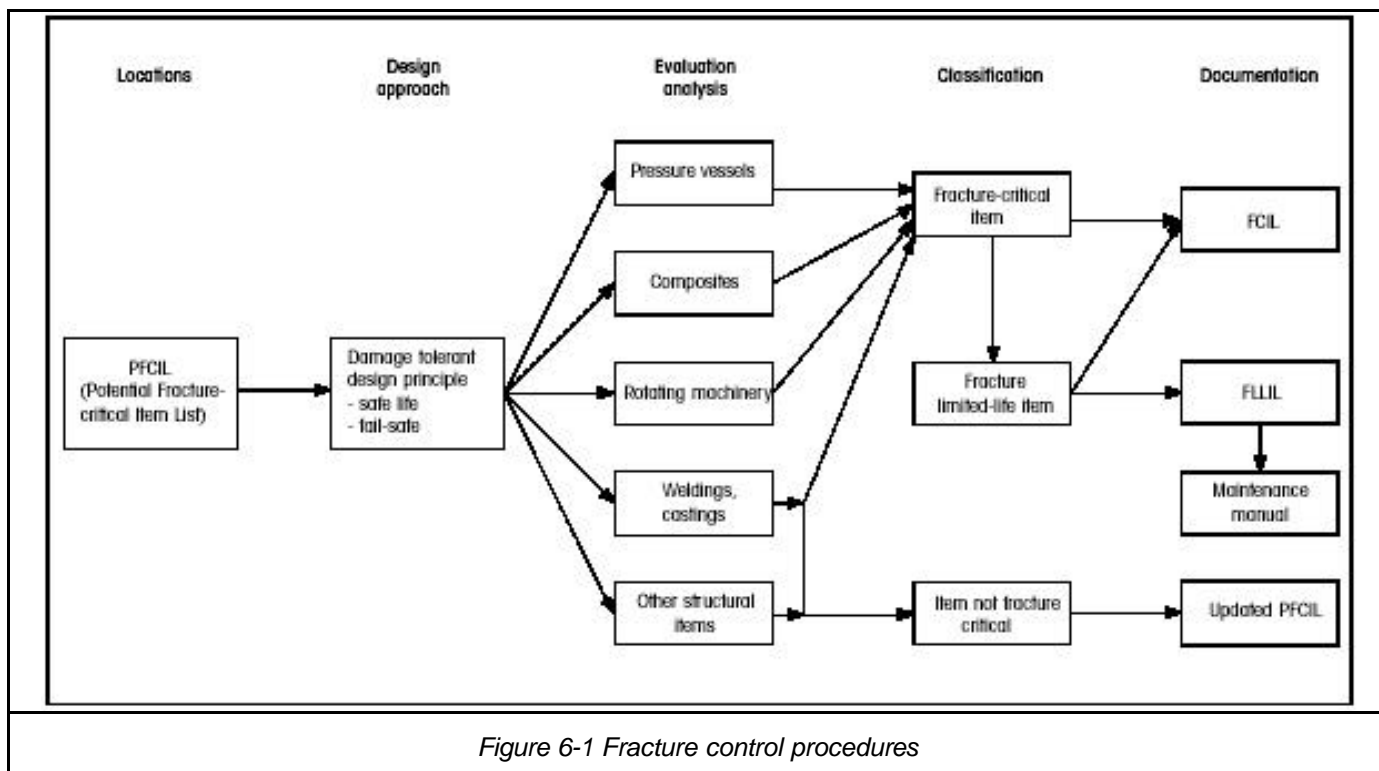 Locations
Design
approach
Evaluation
analysis
Classification
Documentation
PFCIL
(Potential Fracture-
critical Item List)
Damage tolerant
design principle
- safe life
- fail-safe
Pressure vessels
Composites
Rotating machinery
Weldings,
castings
Other structural
items
Fracture-critical
item
Fracture
limited-life item
Item not fracture
critical
FCIL
FLLIL
Maintenance
manual
Updated PFCIL
Figure 6-1 Fracture control procedures